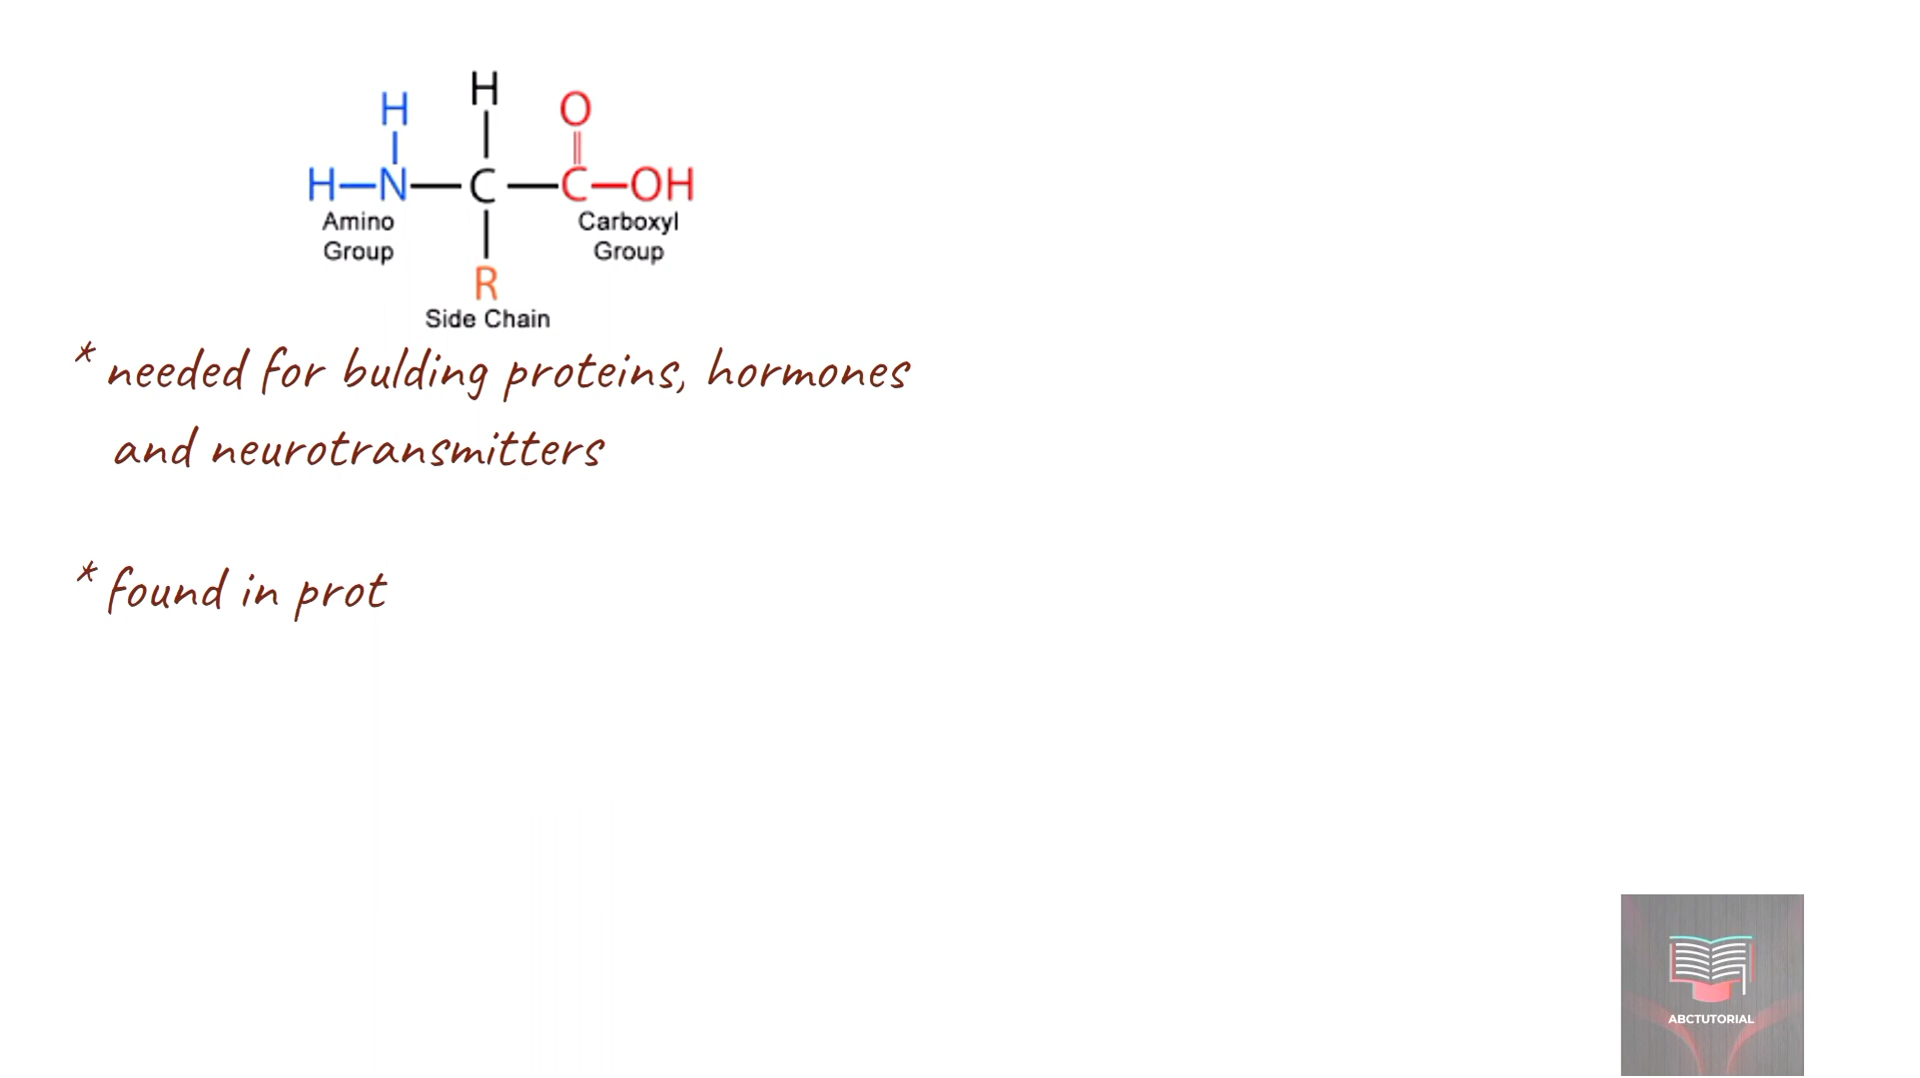 H H O
H N C C OH
Amino Group
Carboxyl Group
R
Side Chain
* needed for bulding proteins, hormones
and neurotransmitters
* found in prot
ABCTUTORIAL